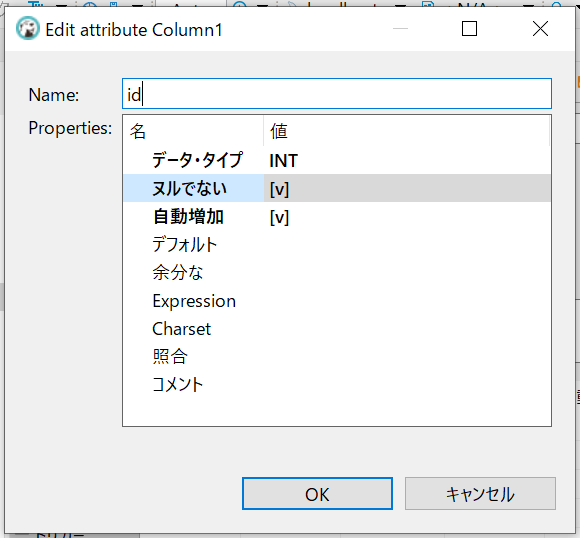 Edit attribute Column1
Name: id
Properties: 名 値
データ・タイプ INT
ヌルでない [v]
自動増加 [v]
デフォルト
余分な
Expression
Charset
照合
コメント
OK キャンセル